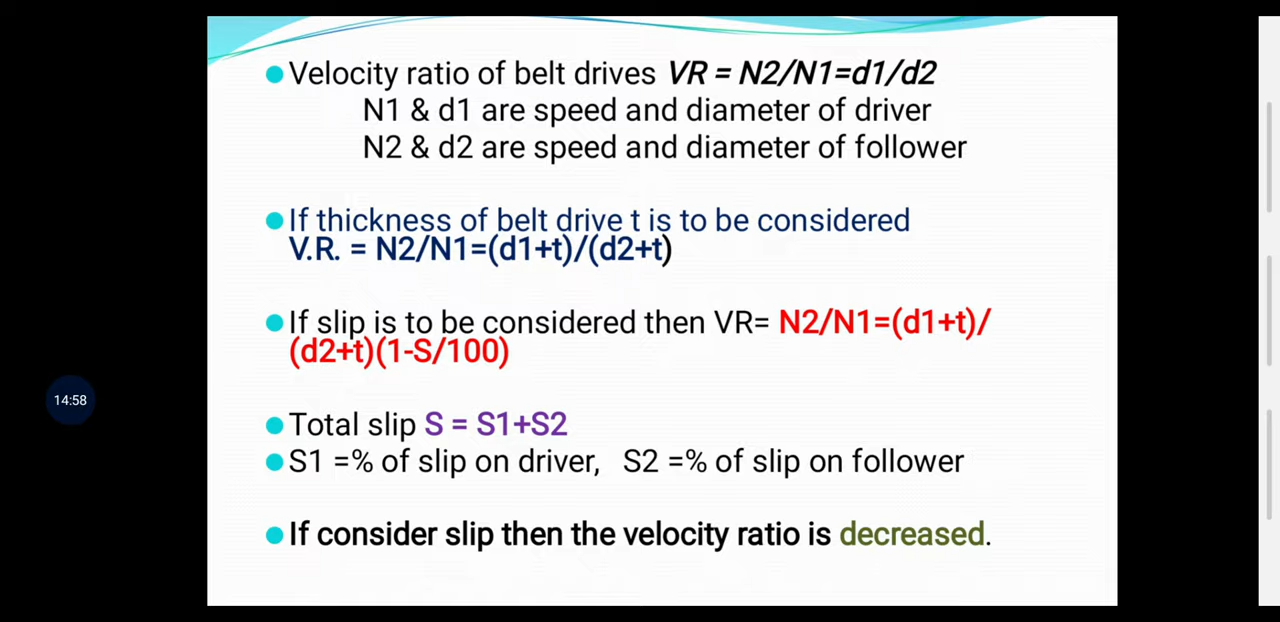 Velocity ratio of belt drives VR = N2/N1=d1/d2
N1 & d1 are speed and diameter of driver
N2 & d2 are speed and diameter of follower
If thickness of belt drive t is to be considered
V.R. = N2/N1=(d1+t)/(d2+t)
If slip is to be considered then VR= N2/N1=(d1+t)/
(d2+t)(1-S/100)
14:58
Total slip S = S1+S2
S1 =% of slip on driver, S2 =% of slip on follower
If consider slip then the velocity ratio is decreased.